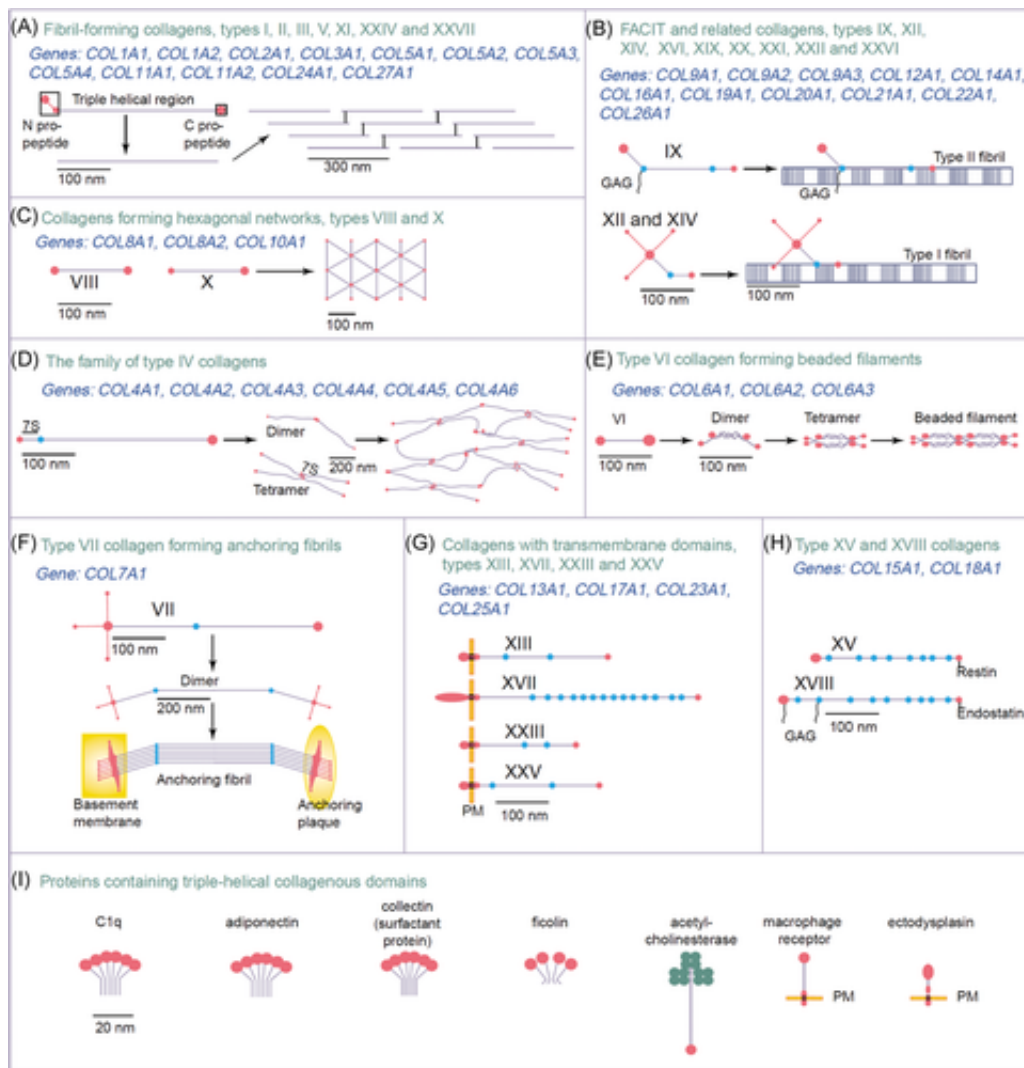 (A) Fibril-forming collagens, types I, II, III, V, XI, XXIV and XXVII
Genes: COL1A1, COL1A2, COL2A1, COL3A1, COL5A1, COL5A2, COL5A3,
COL5A4, COL11A1, COL11A2, COL24A1, COL27A1
Triple helical region
N pro-
peptide
C pro-
peptide
100 nm
300 nm
(B) FACIT and related collagens, types IX, XII,
XIV, XVI, XIX, XX, XXI, XXII and XXVI
Genes: COL9A1, COL9A2, COL9A3, COL12A1, COL14A1,
COL16A1, COL19A1, COL20A1, COL21A1, COL22A1,
COL26A1
IX
GAG
Type II fibril
GAG
XII and XIV
Type I fibril
100 nm
100 nm
(C) Collagens forming hexagonal networks, types VIII and X
Genes: COL8A1, COL8A2, COL10A1
VIII
X
100 nm
100 nm
(D) The family of type IV collagens
Genes: COL4A1, COL4A2, COL4A3, COL4A4, COL4A5, COL4A6
7S
100 nm
Dimer
200 nm
7S
Tetramer
(E) Type VI collagen forming beaded filaments
Genes: COL6A1, COL6A2, COL6A3
VI
Dimer
Tetramer
Beaded filament
100 nm
100 nm
(F) Type VII collagen forming anchoring fibrils
Gene: COL7A1
VII
100 nm
Dimer
200 nm
Anchoring fibril
Basement
membrane
Anchoring
plaque
(G) Collagens with transmembrane domains,
types XIII, XVII, XXIII and XXV
Genes: COL13A1, COL17A1, COL23A1,
COL25A1
XIII
XVII
XXIII
XXV
PM
100 nm
(H) Type XV and XVIII collagens
Genes: COL15A1, COL18A1
XV
Restin
XVIII
Endostatin
GAG
100 nm
(I) Proteins containing triple-helical collagenous domains
C1q
adiponectin
collectin
(surfactant
protein)
ficolin
acetyl-
cholinesterase
macrophage
receptor
ectodysplasin
PM
PM
20 nm